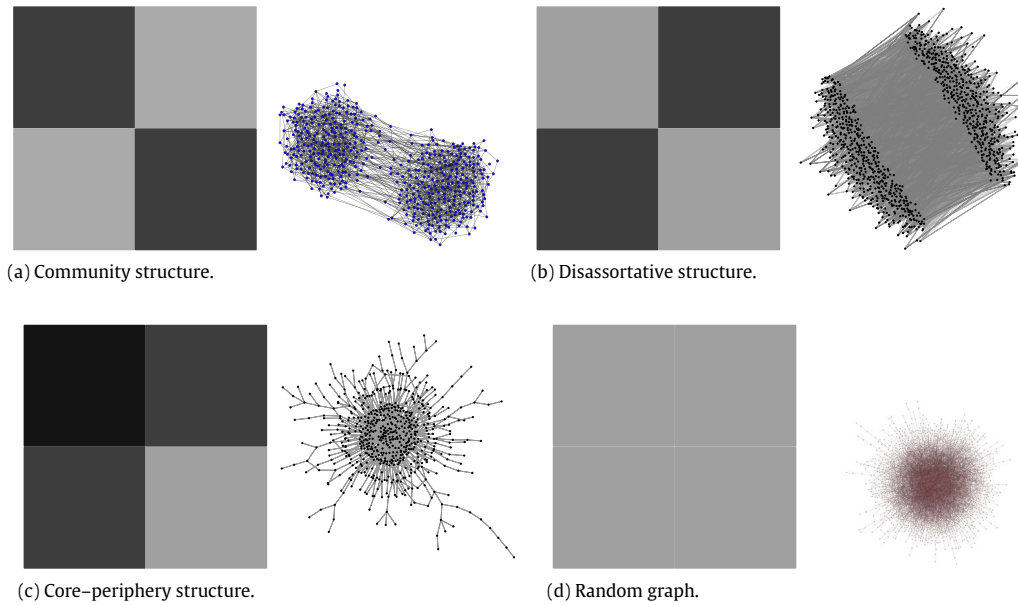 (a) Community structure.
(b) Disassortative structure.
(c) Core–periphery structure.
(d) Random graph.